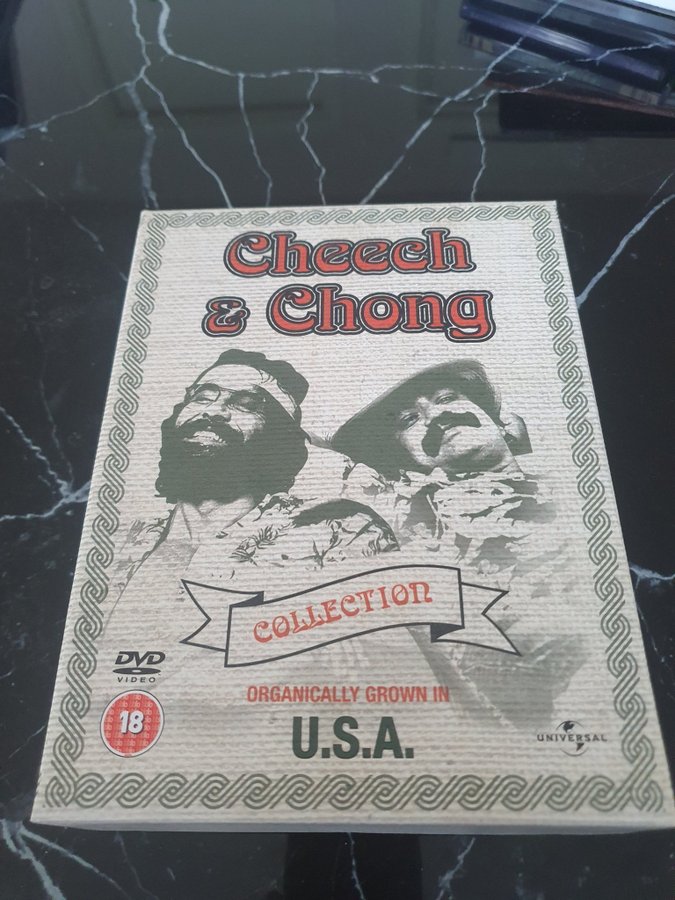 Cheech
& Chong
COLLECTION
DVD
VIDEO
18
ORGANICALLY GROWN IN
U.S.A.
UNIVERSAL